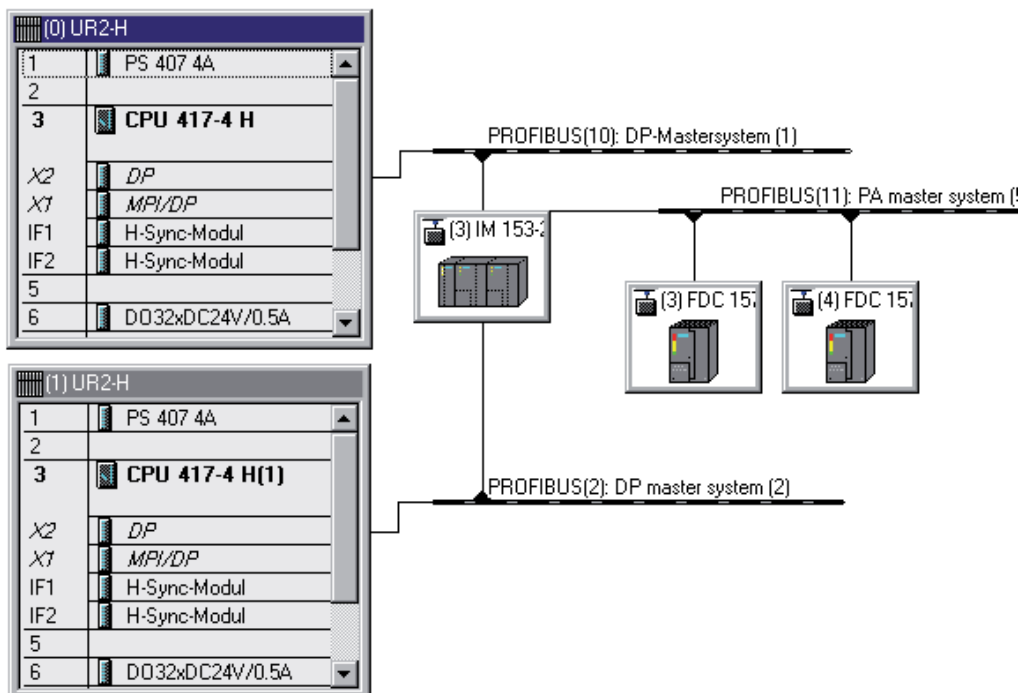 (0) UR2-H
1 PS 407 4A
2
3 CPU 417-4 H
X2 DP
X1 MPI/DP
IF1 H-Sync-Modul
IF2 H-Sync-Modul
5
6 DO32xDC24V/0.5A
PROFIBUS(10): DP-Mastersystem (1)
PROFIBUS(11): PA master system (
(3) IM 153-2
(3) FDC 157
(4) FDC 157
(1) UR2-H
1 PS 407 4A
2
3 CPU 417-4 H(1)
X2 DP
X1 MPI/DP
IF1 H-Sync-Modul
IF2 H-Sync-Modul
5
6 DO32xDC24V/0.5A
PROFIBUS(2): DP master system (2)